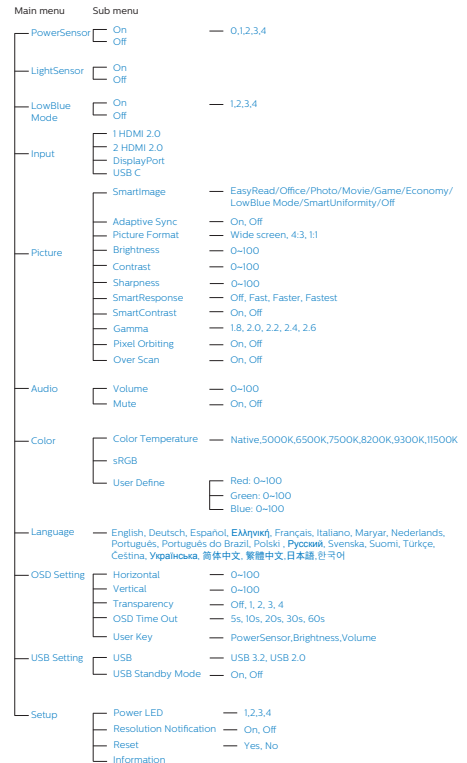 Main menu Sub menu
PowerSensor On 0,1,2,3,4
Off
LightSensor On
Off
LowBlue Mode On 1,2,3,4
Off
Input 1 HDMI 2.0
2 HDMI 2.0
DisplayPort
USB C
Picture SmartImage EasyRead/Office/Photo/Movie/Game/Economy/
LowBlue Mode/SmartUniformity/Off
Adaptive Sync On, Off
Picture Format Wide screen, 4:3, 1:1
Brightness 0~100
Contrast 0~100
Sharpness 0~100
SmartResponse Off, Fast, Faster, Fastest
SmartContrast On, Off
Gamma 1.8, 2.0, 2.2, 2.4, 2.6
Pixel Orbiting On, Off
Over Scan On, Off
Audio Volume 0~100
Mute On, Off
Color Color Temperature Native,5000K,6500K,7500K,8200K,9300K,11500K
sRGB
User Define Red: 0~100
Green: 0~100
Blue: 0~100
Language English, Deutsch, Español, Ελληνική, Français, Italiano, Maryar, Nederlands,
Português, Português do Brazil, Polski , Русский, Svenska, Suomi, Türkçe,
Čeština, Українська, 简体中文, 繁體中文,日本語,한국어
OSD Setting Horizontal 0~100
Vertical 0~100
Transparency Off, 1, 2, 3, 4
OSD Time Out 5s, 10s, 20s, 30s, 60s
User Key PowerSensor,Brightness,Volume
USB Setting USB USB 3.2, USB 2.0
USB Standby Mode On, Off
Setup Power LED 1,2,3,4
Resolution Notification On, Off
Reset Yes, No
Information